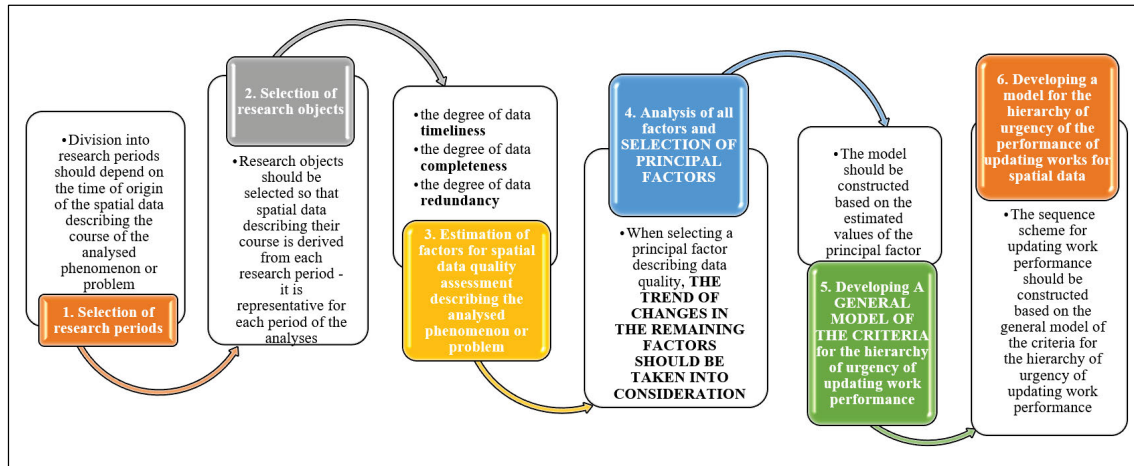 • Division into
research periods
should depend on
the time of origin
of the spatial data
describing the
course of the
analysed
phenomenon or
problem
1. Selection of
research periods
2. Selection of
research objects
• Research objects
should be
selected so that
spatial data
describing their
course is derived
from each
research period -
it is
representative for
each period of the
analyses
• the degree of data
timeliness
• the degree of data
completeness
• the degree of data
redundancy
3. Estimation of
factors for spatial
data quality
assessment
describing the
analysed
phenomenon or
problem
4. Analysis of all
factors and
SELECTION OF
PRINCIPAL
FACTORS
• When selecting a
principal factor
describing data
quality, THE
TREND OF
CHANGES IN
THE REMAINING
FACTORS
SHOULD BE
TAKEN INTO
CONSIDERATION
• The model
should be
constructed
based on the
estimated
values of the
principal factor
5. Developing A
GENERAL MODEL OF
THE CRITERIA for the
hierarchy of urgency of
updating work
performance
6. Developing a
model for the
hierarchy of
urgency of the
performance of
updating works for
spatial data
• The sequence
scheme for
updating work
performance
should be
constructed
based on the
general model of
the criteria for
the hierarchy of
urgency of
updating work
performance